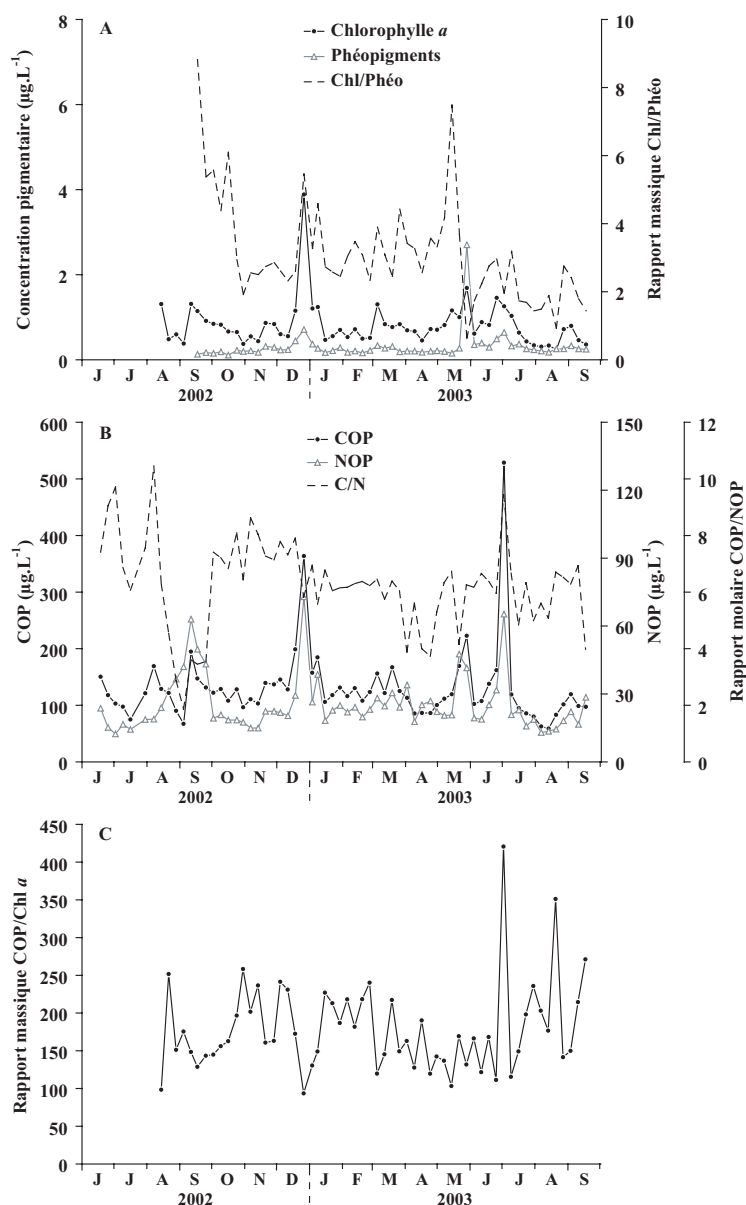 A
Chlorophylle a
Phéopigments
Chl/Phéo
Concentration pigmentaire (µg.L-1)
8
6
4
2
0
Rapport massique Chl/Phéo
10
8
6
4
2
0
J J A S O N D J F M A M J J A S
2002 2003
B
COP
NOP
C/N
COP (µg.L-1)
600
500
400
300
200
100
0
NOP (µg.L-1)
150
120
90
60
30
0
Rapport molaire COP/NOP
12
10
8
6
4
2
0
J J A S O N D J F M A M J J A S
2002 2003
C
Rapport massique COP/Chl a
450
400
350
300
250
200
150
100
50
0
J J A S O N D J F M A M J J A S
2002 2003